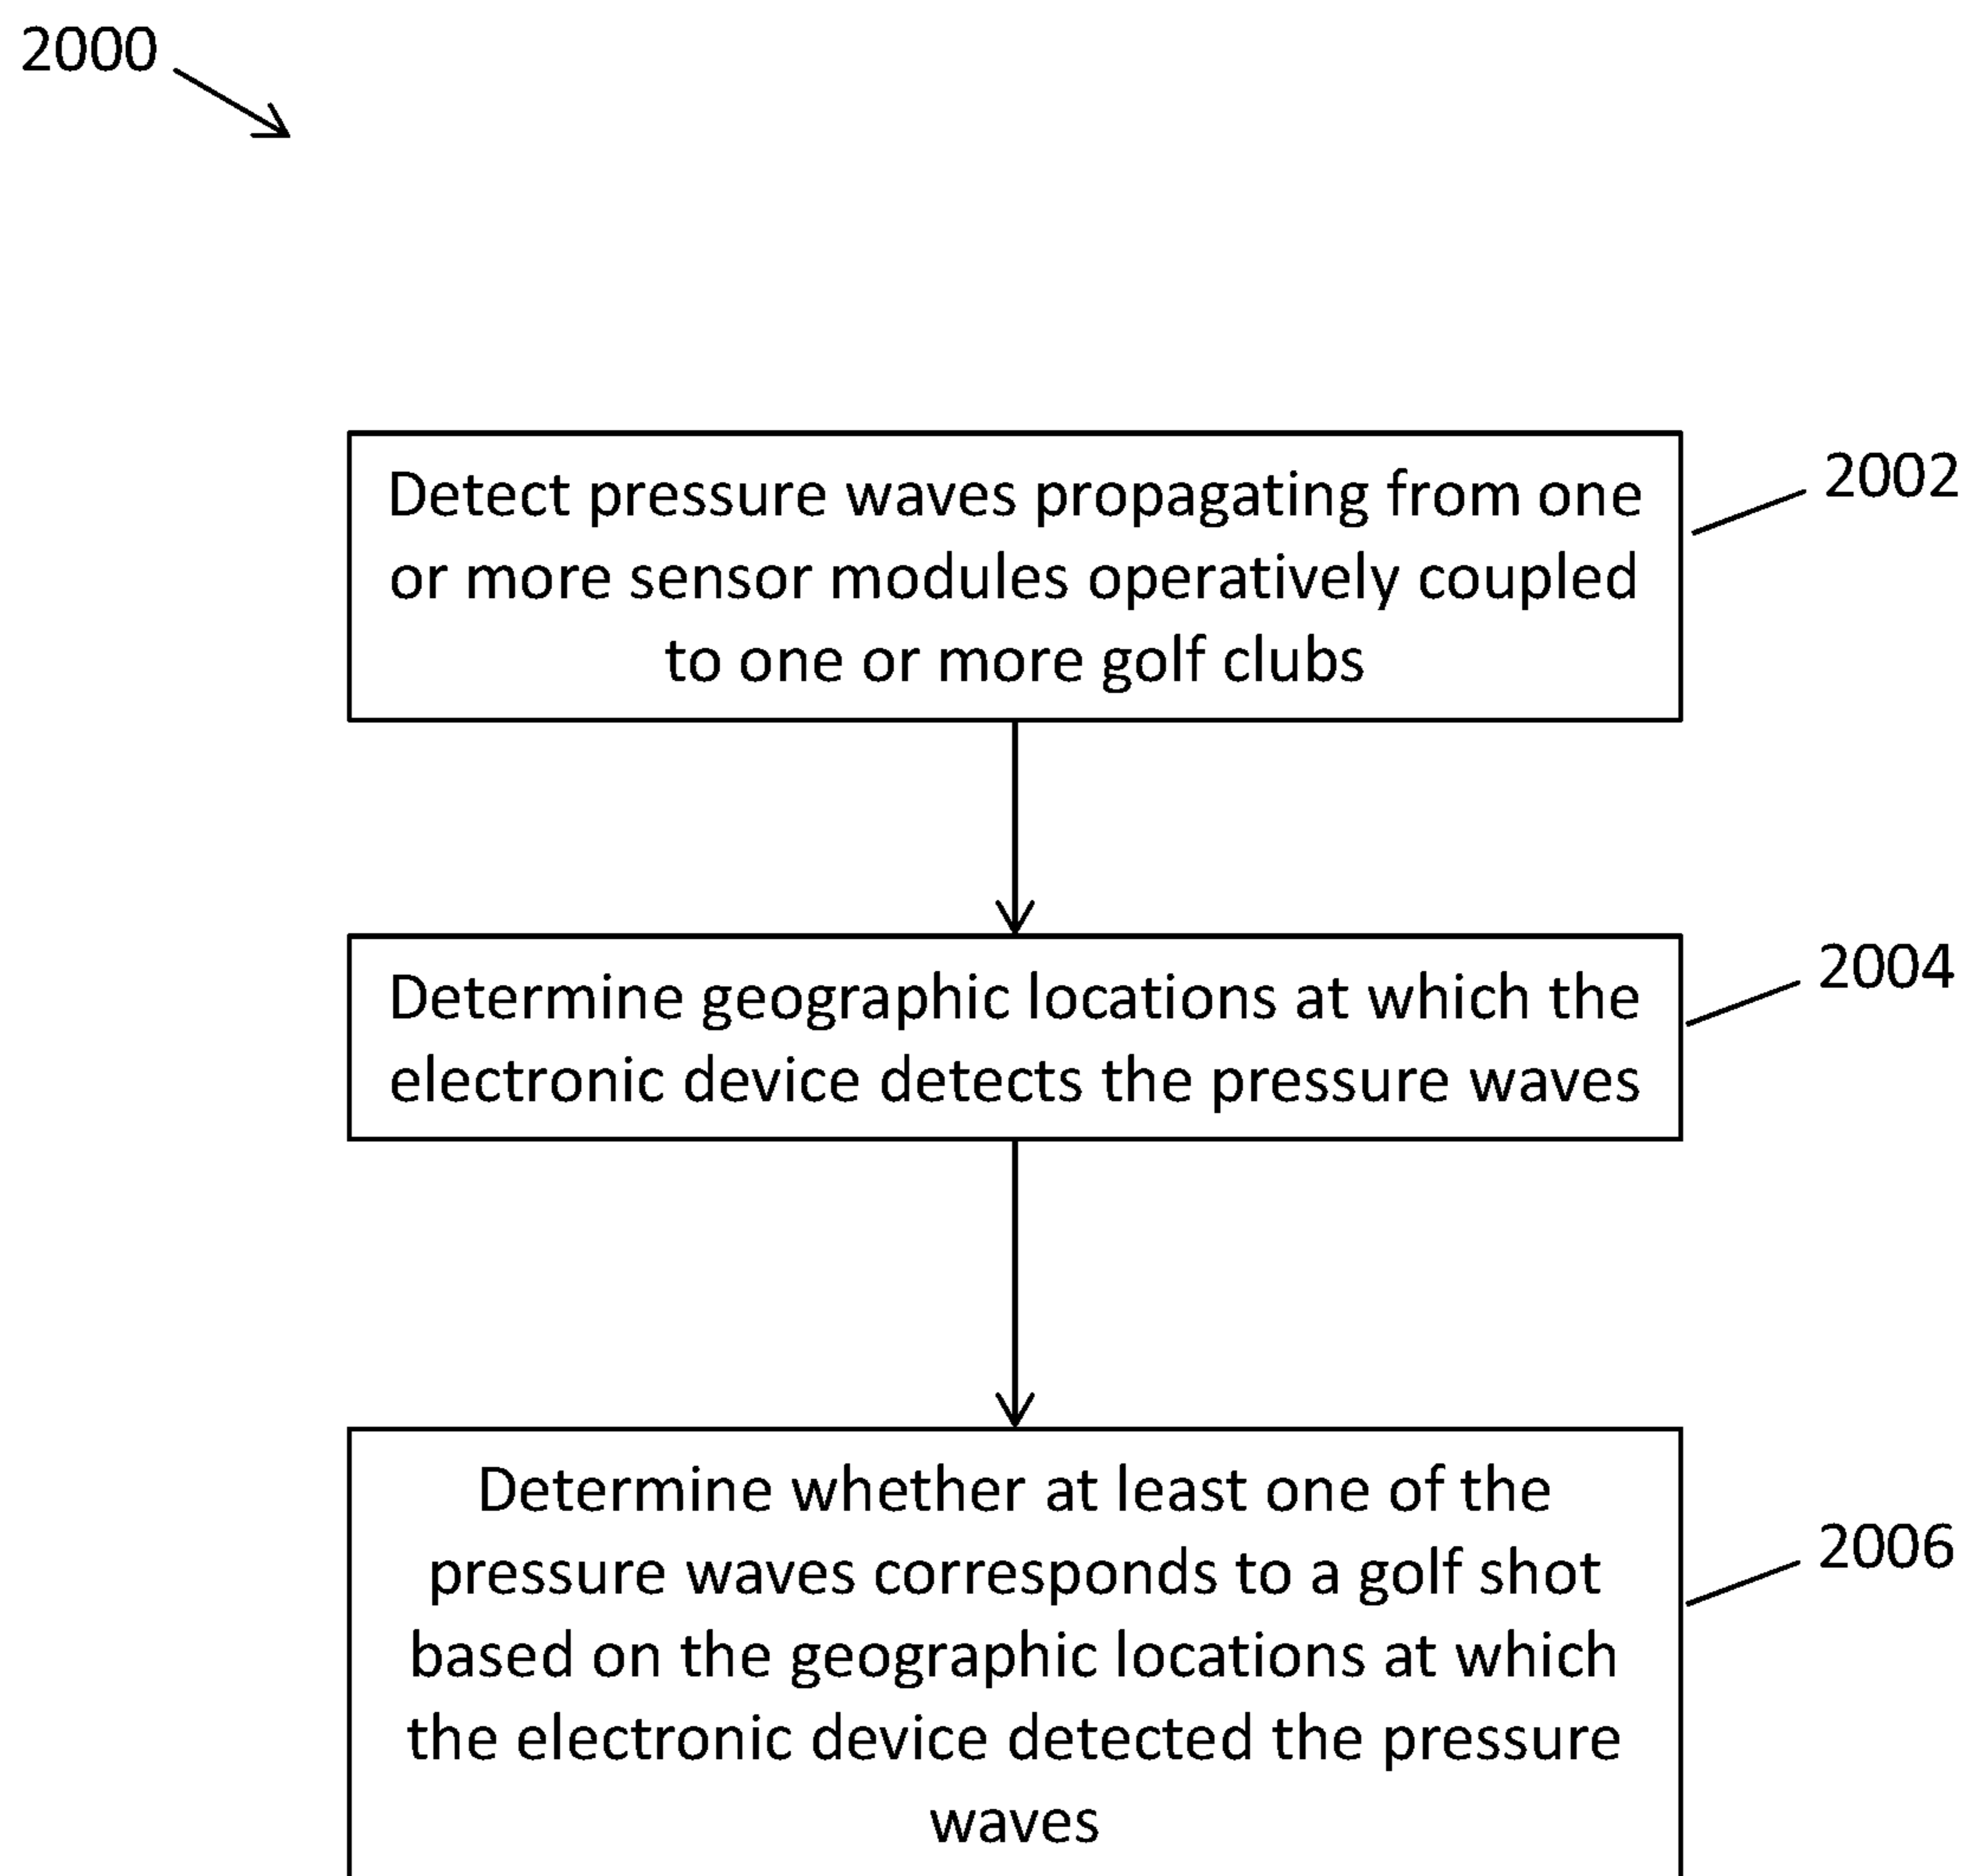 2000
Detect pressure waves propagating from one
or more sensor modules operatively coupled
to one or more golf clubs
2002
Determine geographic locations at which the
electronic device detects the pressure waves
2004
Determine whether at least one of the
pressure waves corresponds to a golf shot
based on the geographic locations at which
the electronic device detected the pressure
waves
2006